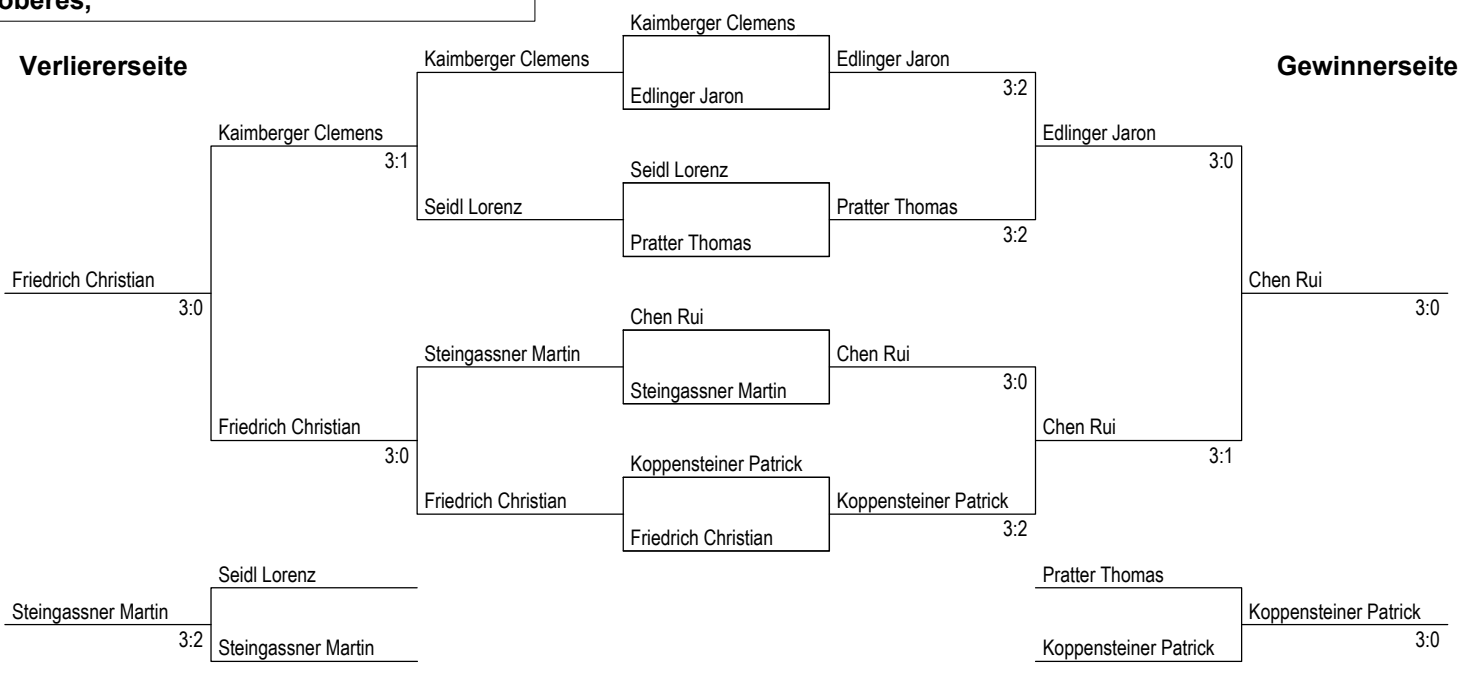 oberes,
Verliererseite
Gewinnerseite
Kaimberger Clemens
Kaimberger Clemens
Edlinger Jaron
Edlinger Jaron
3:2
Kaimberger Clemens
3:1
Edlinger Jaron
3:0
Seidl Lorenz
Seidl Lorenz
Pratter Thomas
Pratter Thomas
3:2
Friedrich Christian
3:0
Chen Rui
3:0
Chen Rui
Steingassner Martin
Steingassner Martin
Chen Rui
3:0
Friedrich Christian
3:0
Chen Rui
3:1
Koppensteiner Patrick
Friedrich Christian
Friedrich Christian
Koppensteiner Patrick
3:2
Seidl Lorenz
Steingassner Martin
Steingassner Martin
3:2
Pratter Thomas
Koppensteiner Patrick
Koppensteiner Patrick
3:0